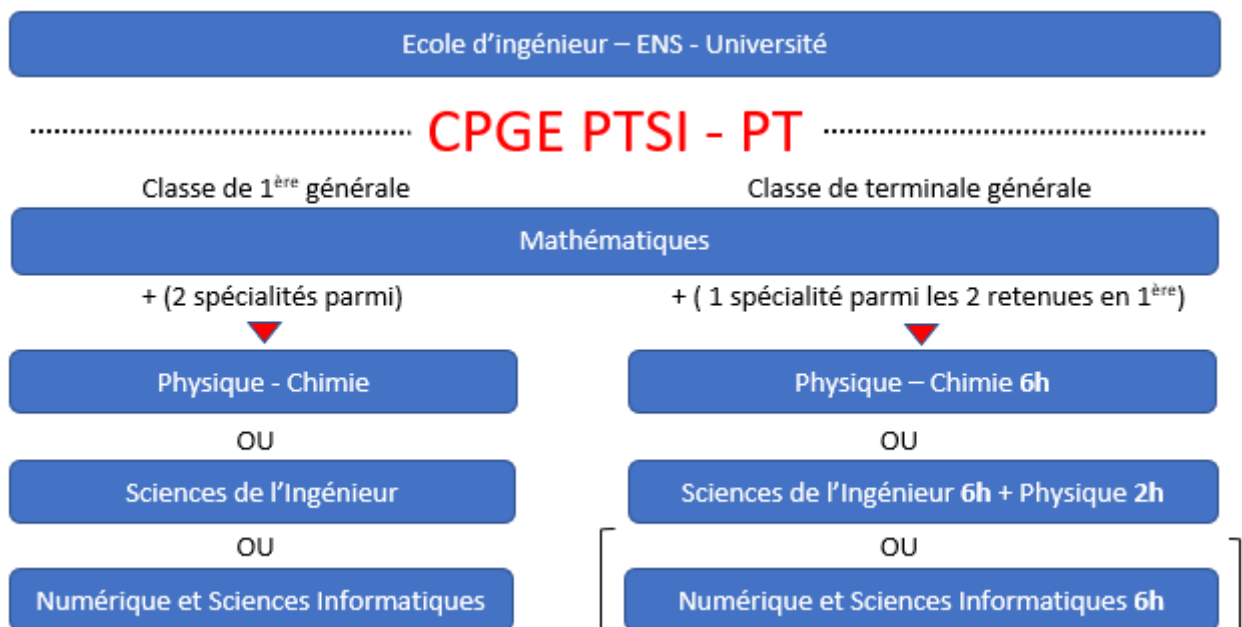 Ecole d’ingénieur – ENS - Université
CPGE PTSI - PT
Classe de 1ère générale
Classe de terminale générale
Mathématiques
+ (2 spécialités parmi)
+ ( 1 spécialité parmi les 2 retenues en 1ère)
Physique - Chimie
Physique – Chimie 6h
OU
OU
Sciences de l’Ingénieur
Sciences de l’Ingénieur 6h + Physique 2h
OU
OU
Numérique et Sciences Informatiques
Numérique et Sciences Informatiques 6h